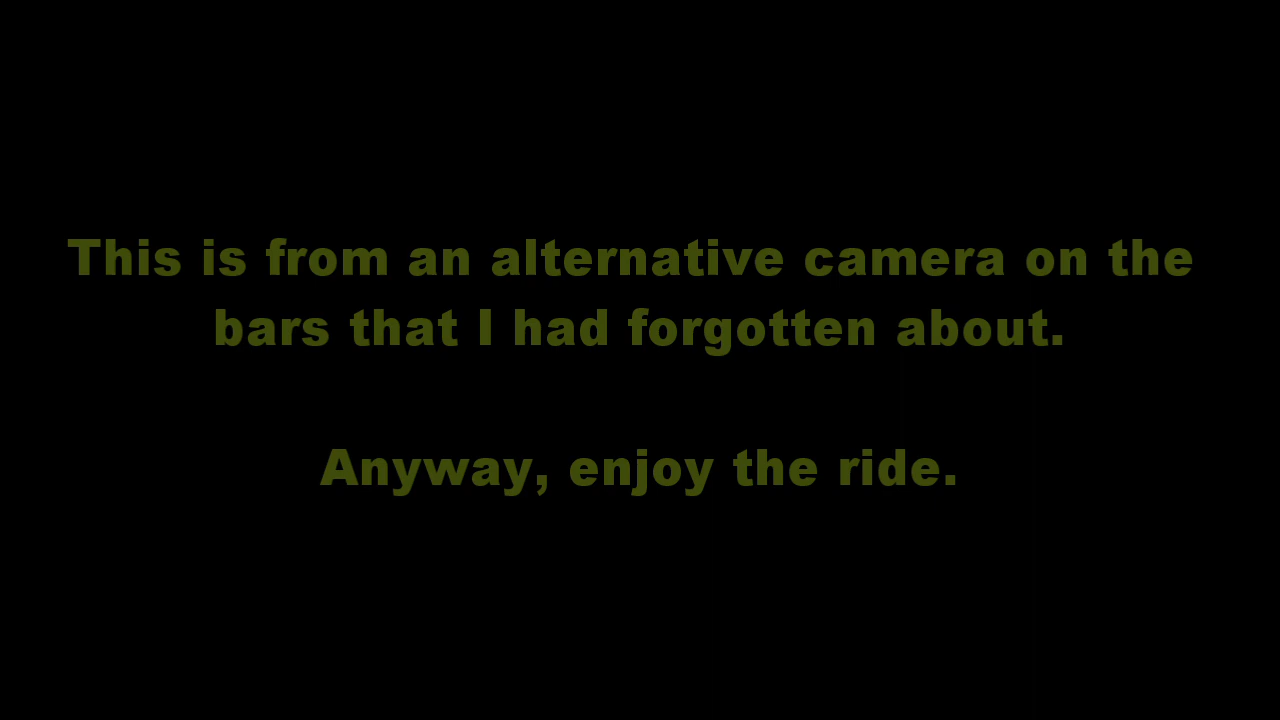 This is from an alternative camera on the
bars that I had forgotten about.
Anyway, enjoy the ride.